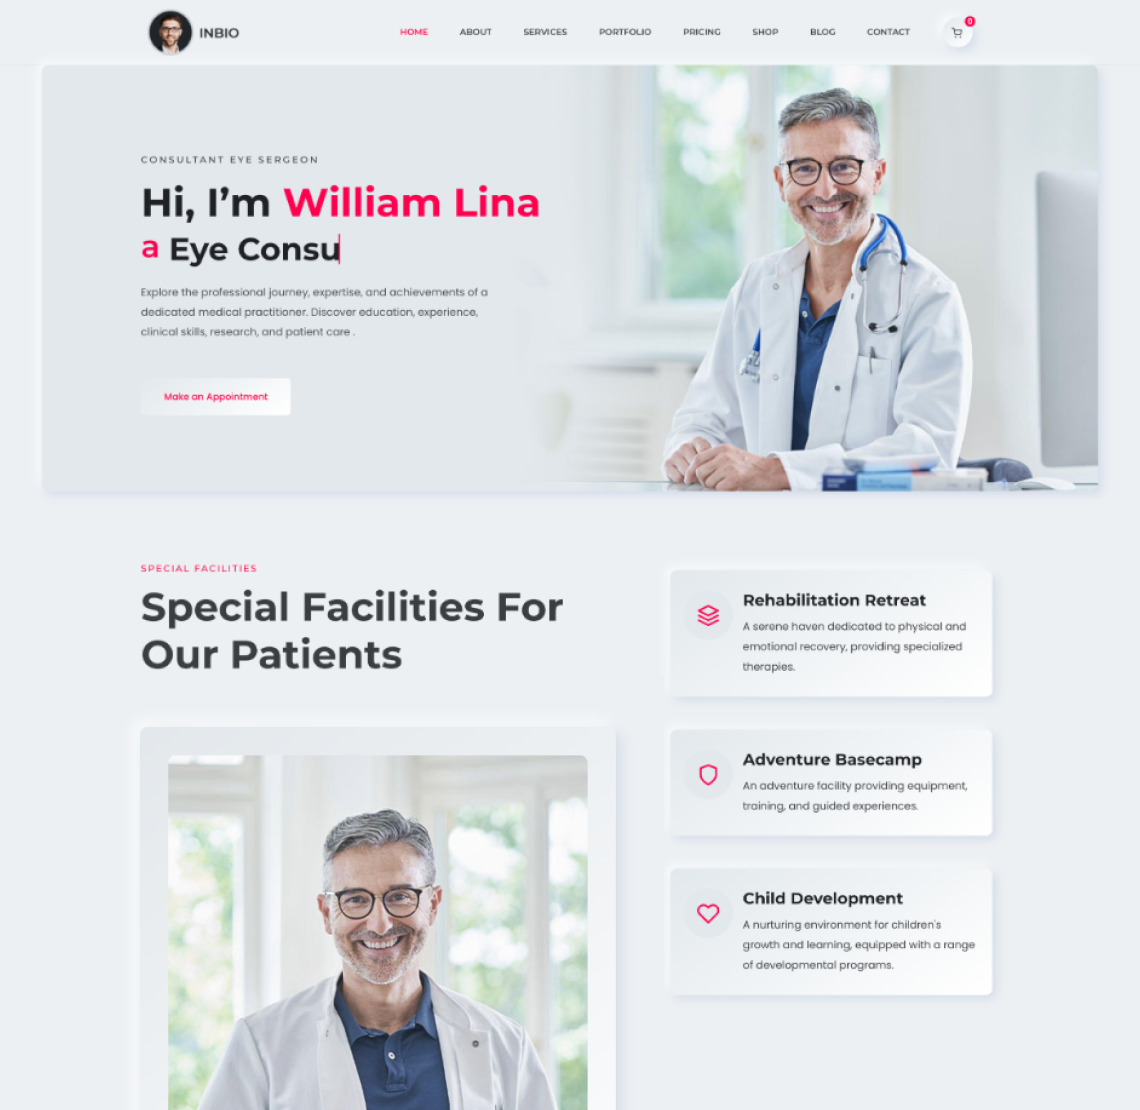 INBIO
HOME ABOUT SERVICES PORTFOLIO PRICING SHOP BLOG CONTACT 0
CONSULTANT EYE SERGEON
Hi, I’m William Lina
a Eye Consu
Explore the professional journey, expertise, and achievements of a
dedicated medical practitioner. Discover education, experience,
clinical skills, research, and patient care .
Make an Appointment
SPECIAL FACILITIES
Special Facilities For
Our Patients
Rehabilitation Retreat
A serene haven dedicated to physical and
emotional recovery, providing specialized
therapies.
Adventure Basecamp
An adventure facility providing equipment,
training, and guided experiences.
Child Development
A nurturing environment for children's
growth and learning, equipped with a range
of developmental programs.